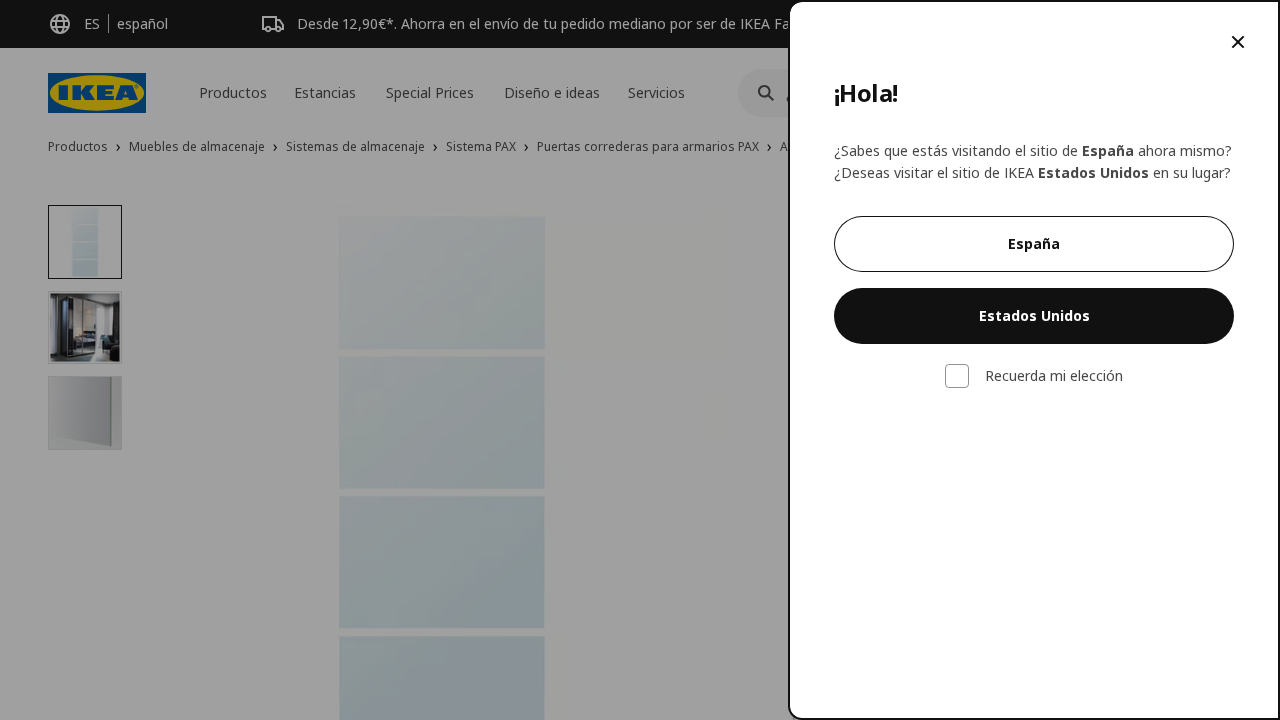 ES español
Desde 12,90€*. Ahorra en el envío de tu pedido mediano por ser de IKEA Fa
IKEA
Productos Estancias Special Prices Diseño e ideas Servicios
Productos › Muebles de almacenaje › Sistemas de almacenaje › Sistema PAX › Puertas correderas para armarios PAX ›
¡Hola!
¿Sabes que estás visitando el sitio de España ahora mismo?
¿Deseas visitar el sitio de IKEA Estados Unidos en su lugar?
España
Estados Unidos
Recuerda mi elección